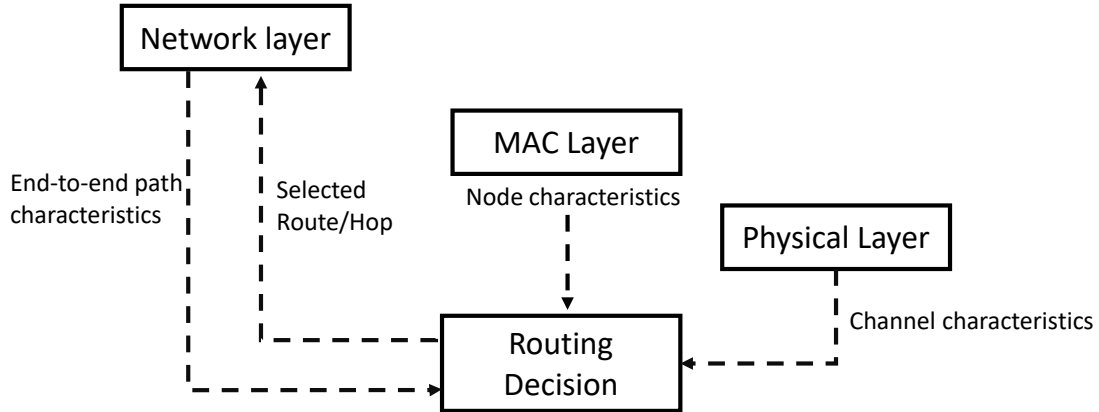 Network layer
MAC Layer
End-to-end path
characteristics
Selected
Route/Hop
Node characteristics
Physical Layer
Channel characteristics
Routing
Decision